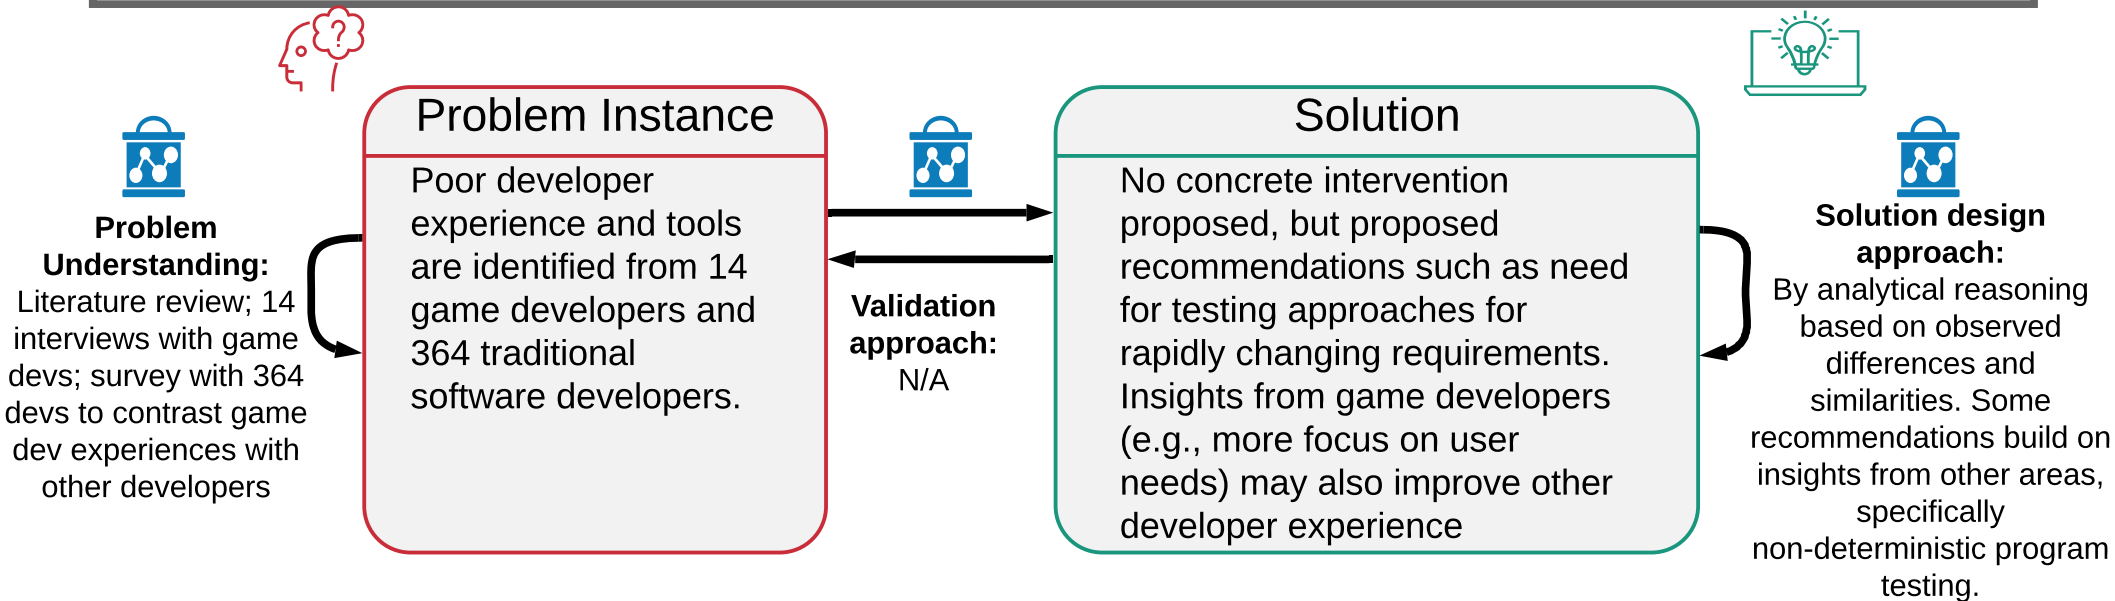 ?
Problem Instance
Solution
Problem
Understanding:
Literature review; 14
interviews with game
devs; survey with 364
devs to contrast game
dev experiences with
other developers
Poor developer
experience and tools
are identified from 14
game developers and
364 traditional
software developers.
Validation
approach:
N/A
No concrete intervention
proposed, but proposed
recommendations such as need
for testing approaches for
rapidly changing requirements.
Insights from game developers
(e.g., more focus on user
needs) may also improve other
developer experience
Solution design
approach:
By analytical reasoning
based on observed
differences and
similarities. Some
recommendations build on
insights from other areas,
specifically
non-deterministic program
testing.